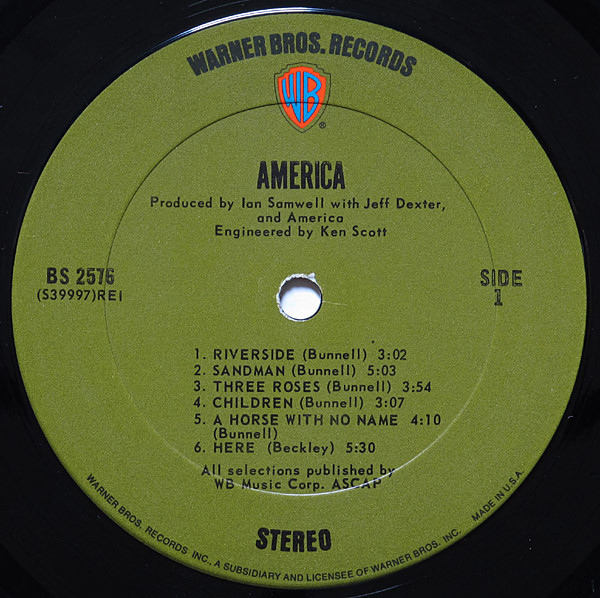 WARNER BROS. RECORDS
WB
®
AMERICA
Produced by Ian Samwell with Jeff Dexter,
and America
Engineered by Ken Scott
BS 2576
(S39997)REI
SIDE
1
1. RIVERSIDE (Bunnell) 3:02
2. SANDMAN (Bunnell) 5:03
3. THREE ROSES (Bunnell) 3:54
4. CHILDREN (Bunnell) 3:07
5. A HORSE WITH NO NAME 4:10
(Bunnell)
6. HERE (Beckley) 5:30
All selections published by
WB Music Corp. ASCAP
STEREO
WARNER BROS. RECORDS INC., A SUBSIDIARY AND LICENSEE OF WARNER BROS. INC.
MADE IN U.S.A.